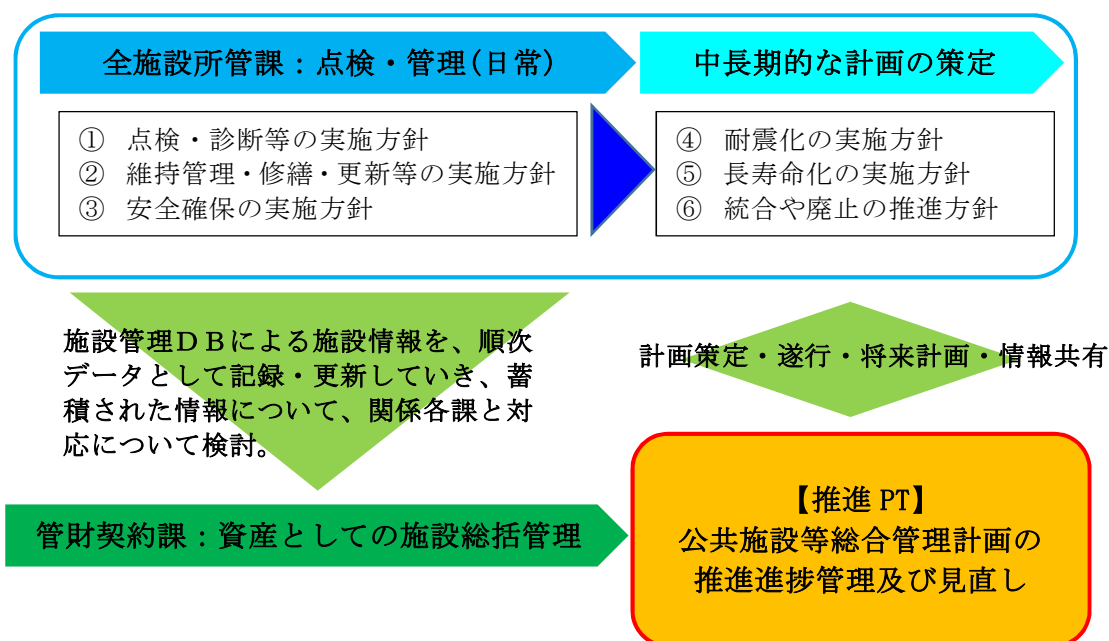 全施設所管課：点検・管理(日常)
中長期的な計画の策定
① 点検・診断等の実施方針
② 維持管理・修繕・更新等の実施方針
③ 安全確保の実施方針
④ 耐震化の実施方針
⑤ 長寿命化の実施方針
⑥ 統合や廃止の推進方針
施設管理ＤＢによる施設情報を、順次
データとして記録・更新していき、蓄
積された情報について、関係各課と対
応について検討。
計画策定・遂行・将来計画・情報共有
管財契約課：資産としての施設総括管理
【推進 PT】
公共施設等総合管理計画の
推進進捗管理及び見直し